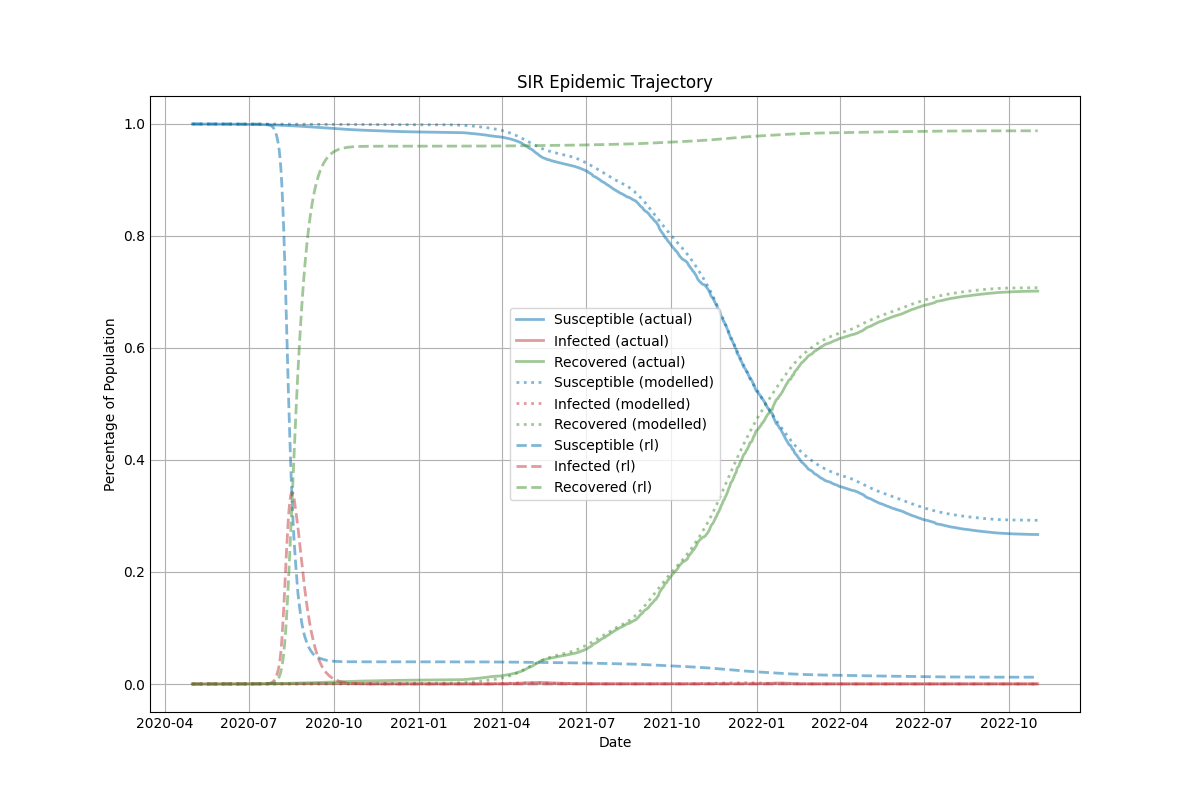 SIR Epidemic Trajectory
1.0
0.8
0.6
0.4
0.2
0.0
Percentage of Population
Susceptible (actual)
Infected (actual)
Recovered (actual)
Susceptible (modelled)
Infected (modelled)
Recovered (modelled)
Susceptible (rl)
Infected (rl)
Recovered (rl)
2020-04 2020-07 2020-10 2021-01 2021-04 2021-07 2021-10 2022-01 2022-04 2022-07 2022-10
Date